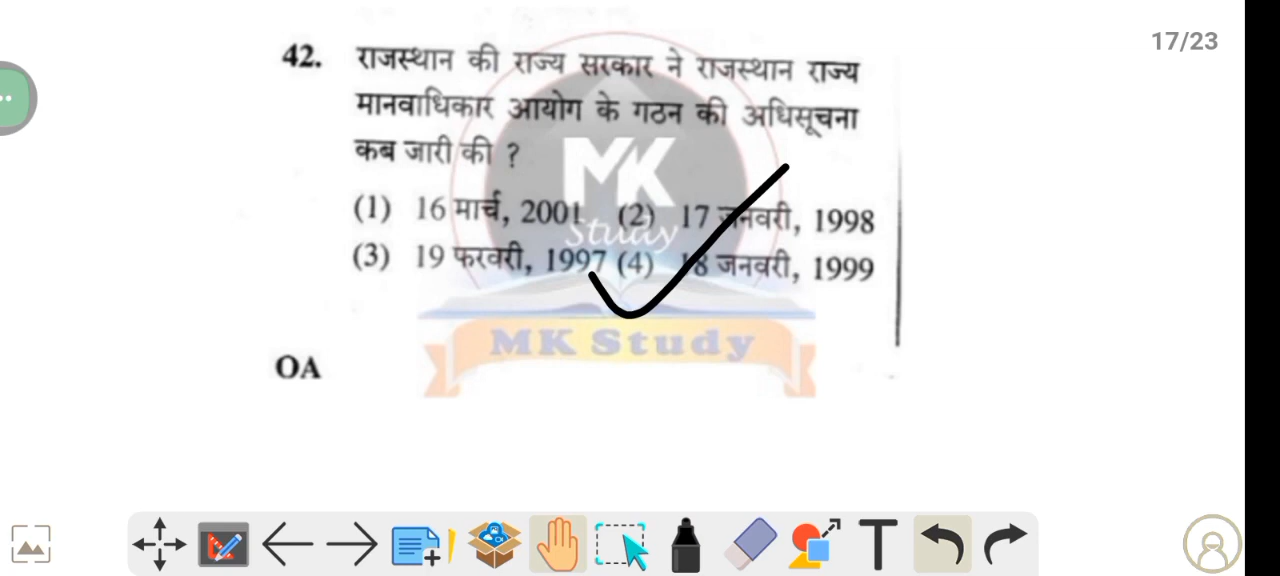 17/23
42. राजस्थान की राज्य सरकार ने राजस्थान राज्य
मानवाधिकार आयोग के गठन की अधिसूचना
कब जारी की ?
(1) 16 मार्च, 2001 (2) 17 जनवरी, 1998
(3) 19 फरवरी, 1997 (4) 18 जनवरी, 1999
MK
Study
MK Study
OA
T